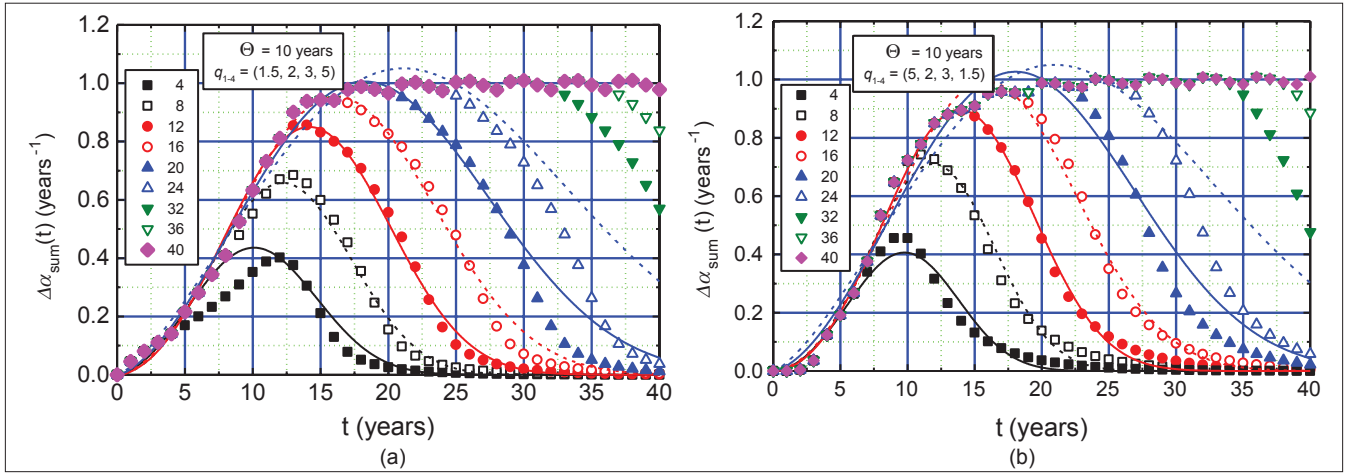 1.2
1.0
0.8
0.6
0.4
0.2
0.0
Δα_sum(t) (years⁻¹)
Θ = 10 years
q₁₋₄ = (1.5, 2, 3, 5)
4
8
12
16
20
24
32
36
40
0 5 10 15 20 25 30 35 40
t (years)
(a)
1.2
1.0
0.8
0.6
0.4
0.2
0.0
Δα_sum(t) (years⁻¹)
Θ = 10 years
q₁₋₄ = (5, 2, 3, 1.5)
4
8
12
16
20
24
32
36
40
0 5 10 15 20 25 30 35 40
t (years)
(b)